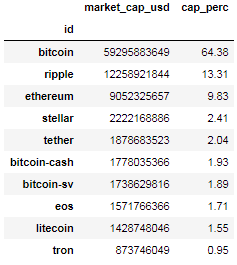 market_cap_usd cap_perc
id
bitcoin 59295883649 64.38
ripple 12258921844 13.31
ethereum 9052325657 9.83
stellar 2222168886 2.41
tether 1878683523 2.04
bitcoin-cash 1778035366 1.93
bitcoin-sv 1738629816 1.89
eos 1571766366 1.71
litecoin 1428748046 1.55
tron 873746049 0.95